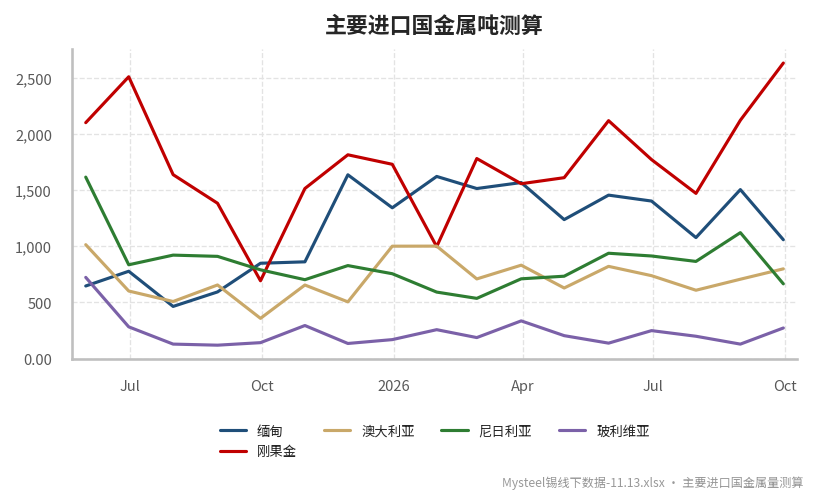 主要进口国金属吨测算
2,500
2,000
1,500
1,000
500
0.00
Jul Oct 2026 Apr Jul Oct
缅甸 澳大利亚 尼日利亚 玻利维亚
刚果金
Mysteel锡线下数据-11.13.xlsx • 主要进口国金属量测算